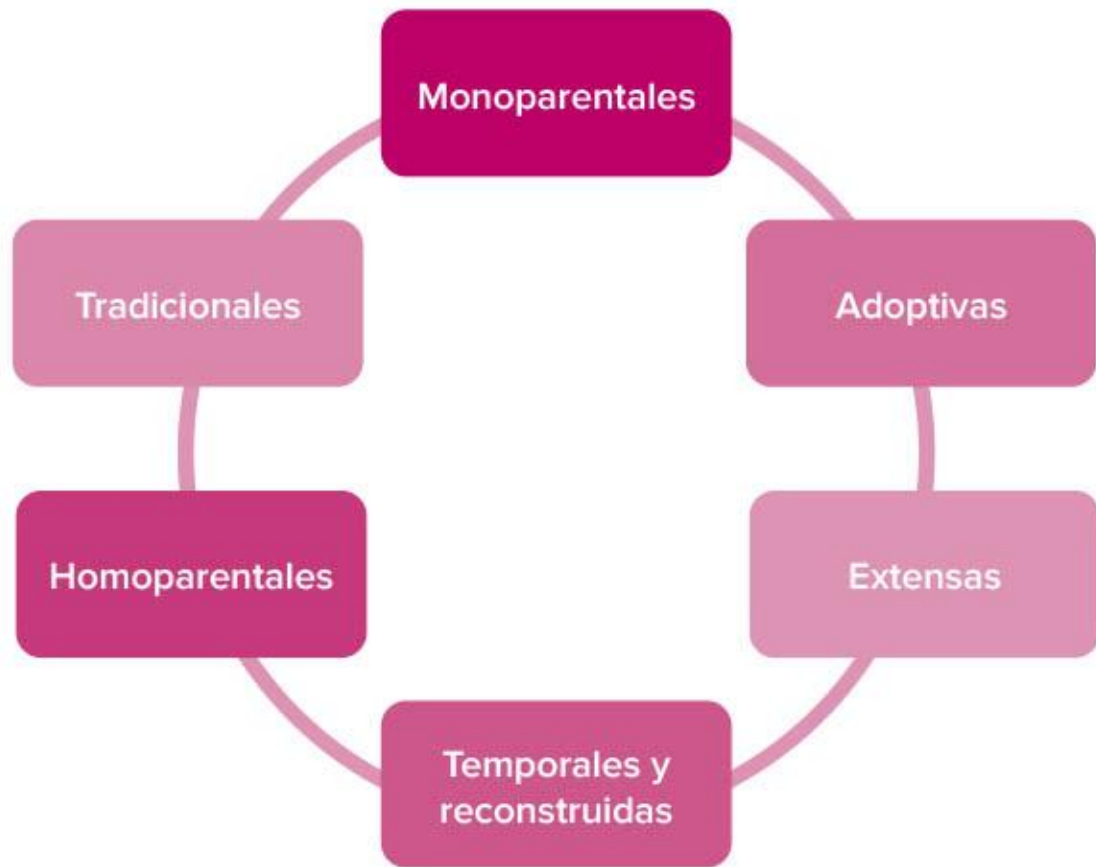 Monoparentales
Tradicionales
Adoptivas
Homoparentales
Extensas
Temporales y
reconstruidas